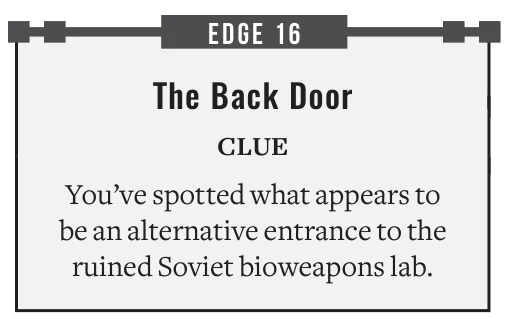 EDGE 16
The Back Door
CLUE
You’ve spotted what appears to
be an alternative entrance to the
ruined Soviet bioweapons lab.